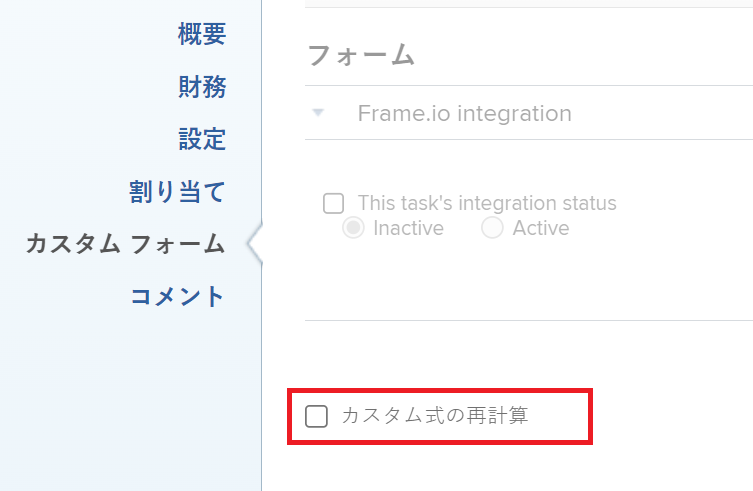 概要
財務
設定
割り当て
カスタム フォーム
コメント
フォーム
Frame.io integration
This task's integration status
Inactive Active
カスタム式の再計算